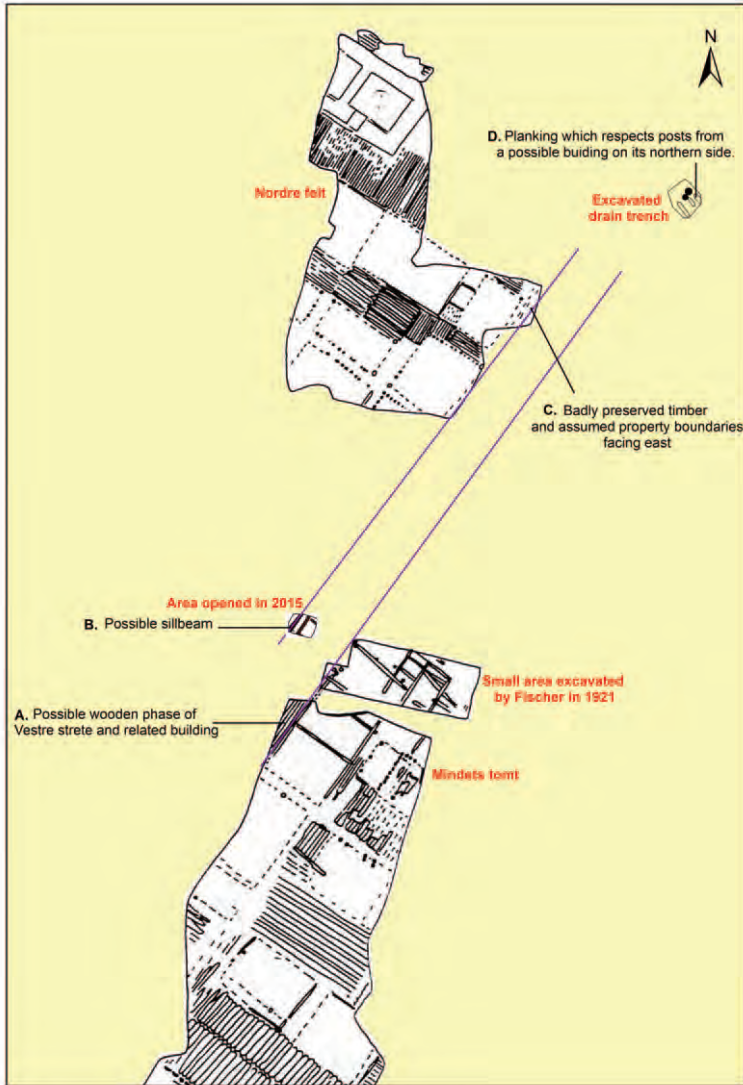 N
D. Planking which respects posts from
a possible buiding on its northern side.
Nordre felt
Excavated
drain trench
C. Badly preserved timber
and assumed property boundaries
facing east
Area opened in 2015
B. Possible sillbeam
Small area excavated
by Fischer in 1921
A. Possible wooden phase of
Vestre strete and related building
Mindets tomt